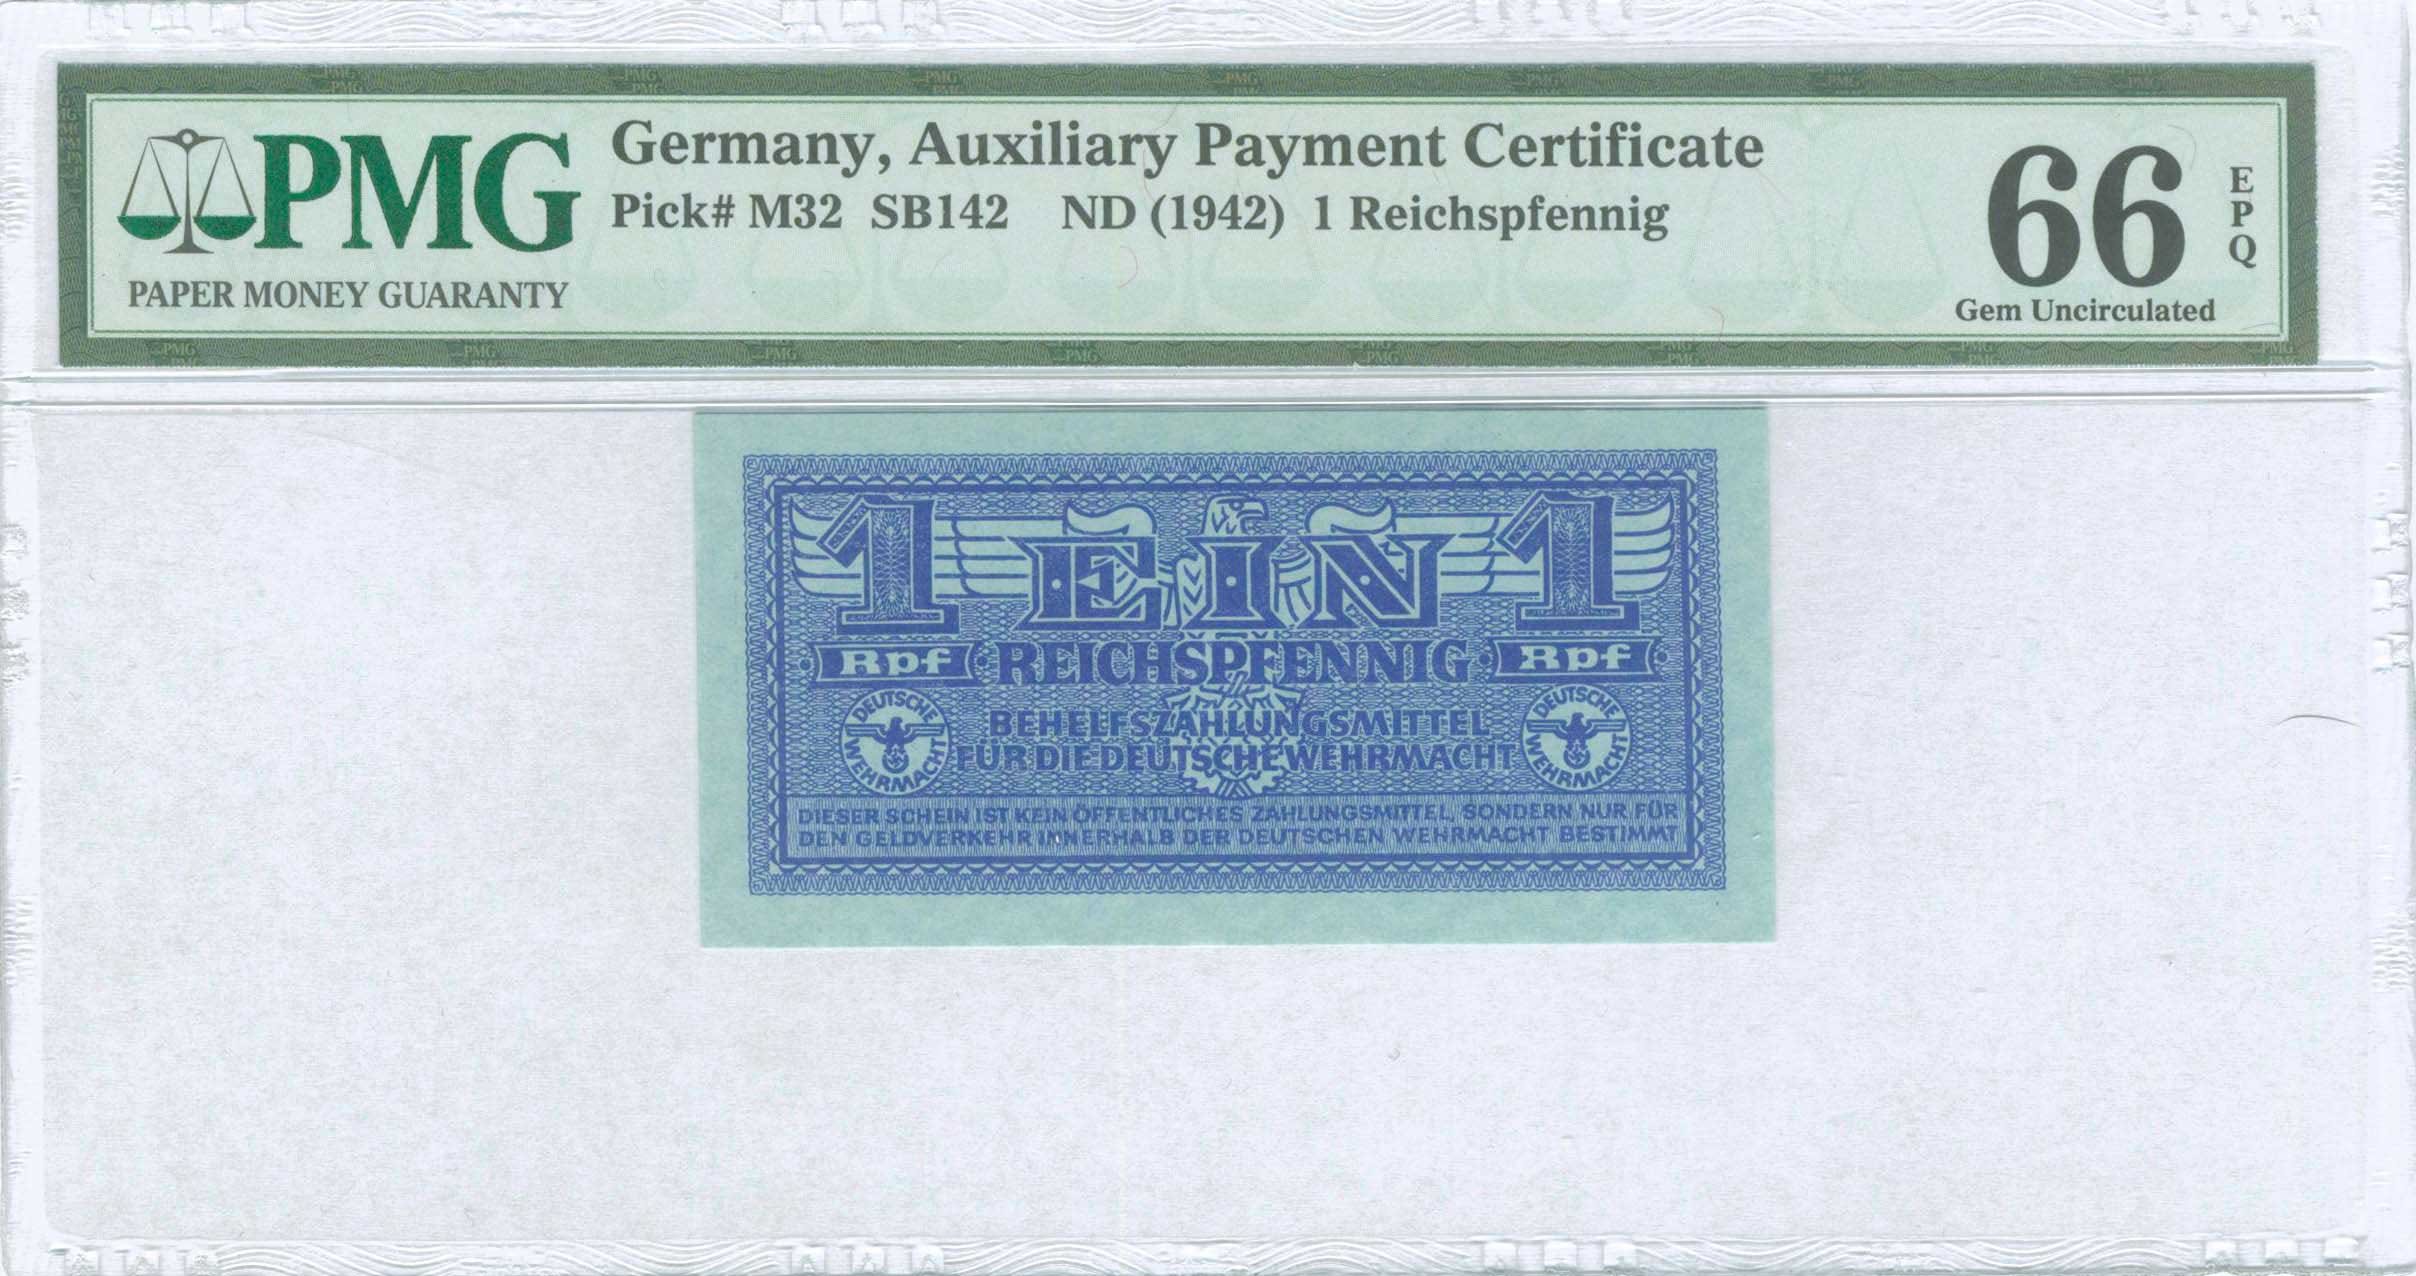 PMG
PAPER MONEY GUARANTY
Germany, Auxiliary Payment Certificate
Pick# M32 SB142 ND (1942) 1 Reichspfennig
66
EPQ
Gem Uncirculated
1 EIN 1
Rpf REICHSPFENNIG Rpf
DEUTSCHE WEHRMACHT
BEHELFSZAHLUNGSMITTEL
FÜR DIE DEUTSCHE WEHRMACHT
DEUTSCHE WEHRMACHT
DIESER SCHEIN IST KEIN ÖFFENTLICHES ZAHLUNGSMITTEL, SONDERN NUR FÜR
DEN GELDVERKEHR INNERHALB DER DEUTSCHEN WEHRMACHT BESTIMMT